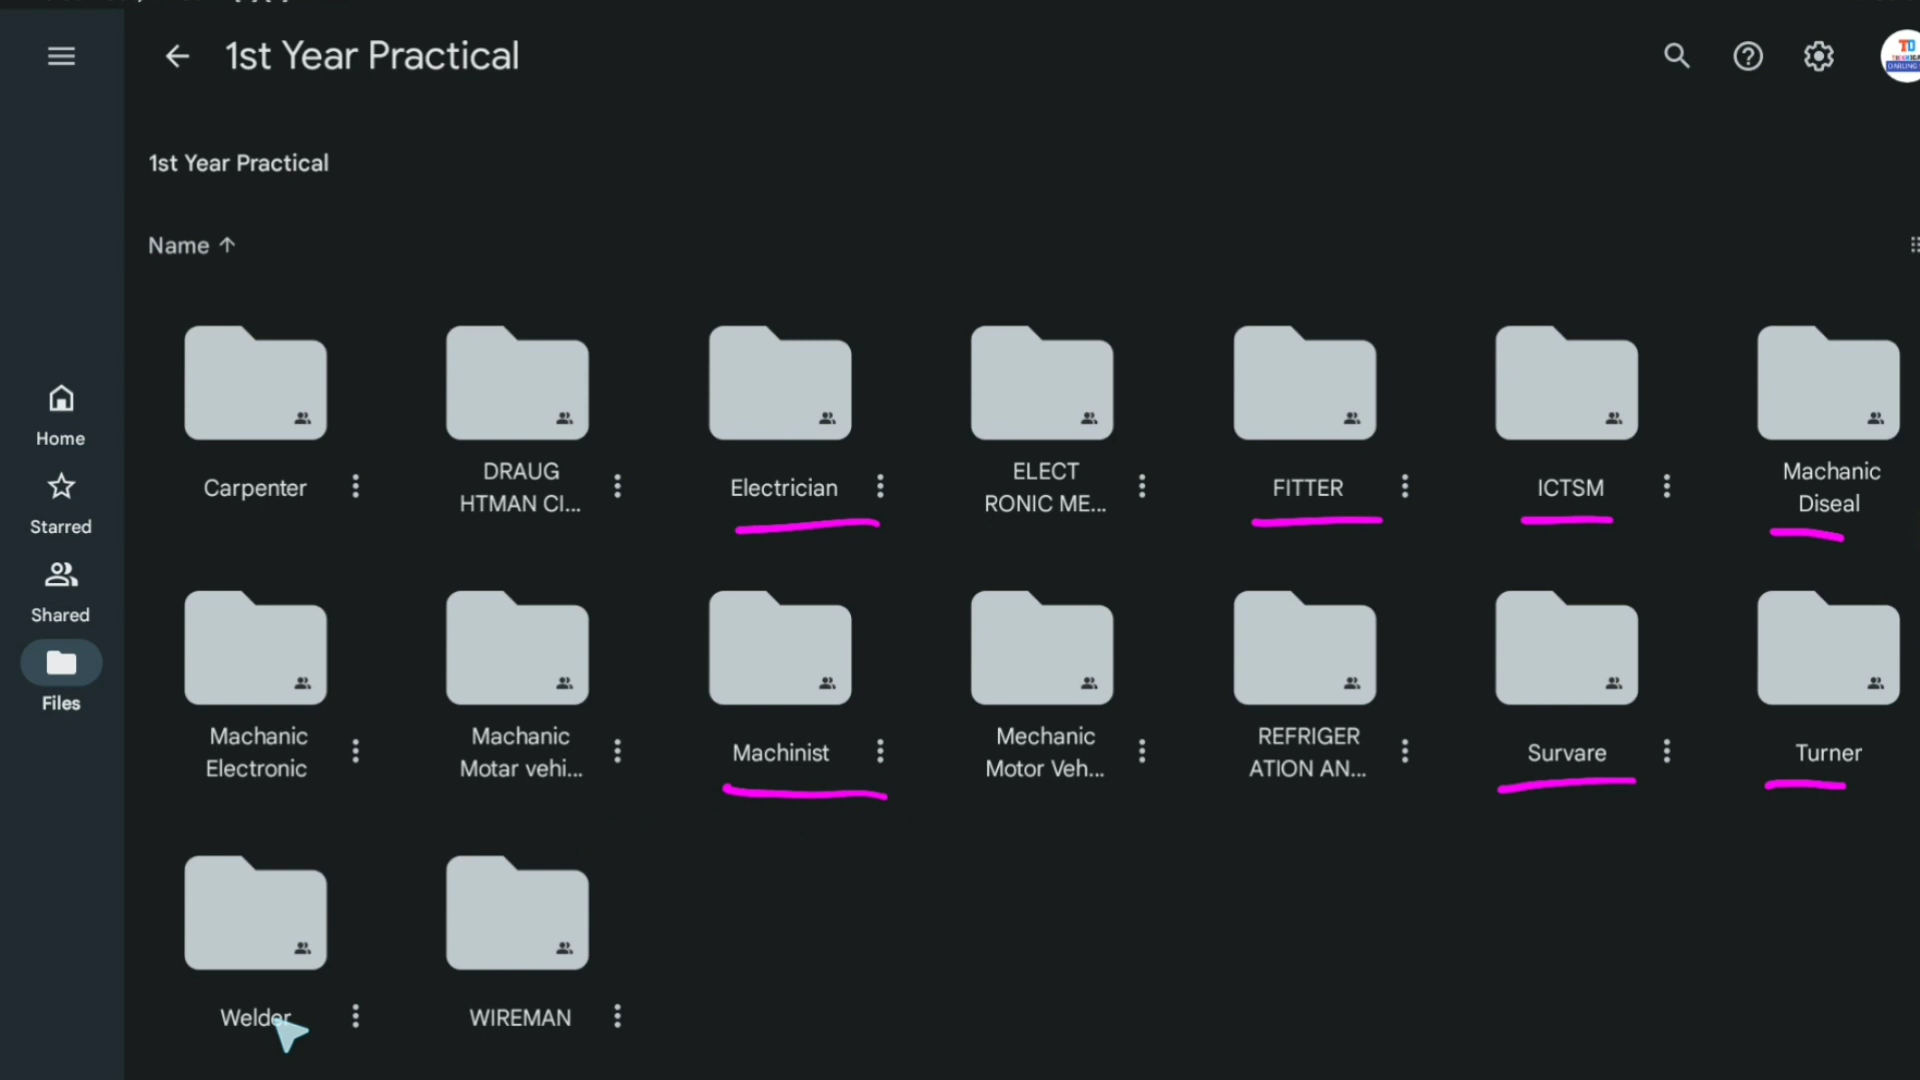 1st Year Practical
1st Year Practical
Name
Home
Starred
Shared
Files
Carpenter
DRAUG
HTMAN CI...
Electrician
ELECT
RONIC ME...
FITTER
ICTSM
Machanic
Diseal
Machanic
Electronic
Machanic
Motar vehi...
Machinist
Mechanic
Motor Veh...
REFRIGER
ATION AN...
Survare
Turner
Welder
WIREMAN
TD
DARLING